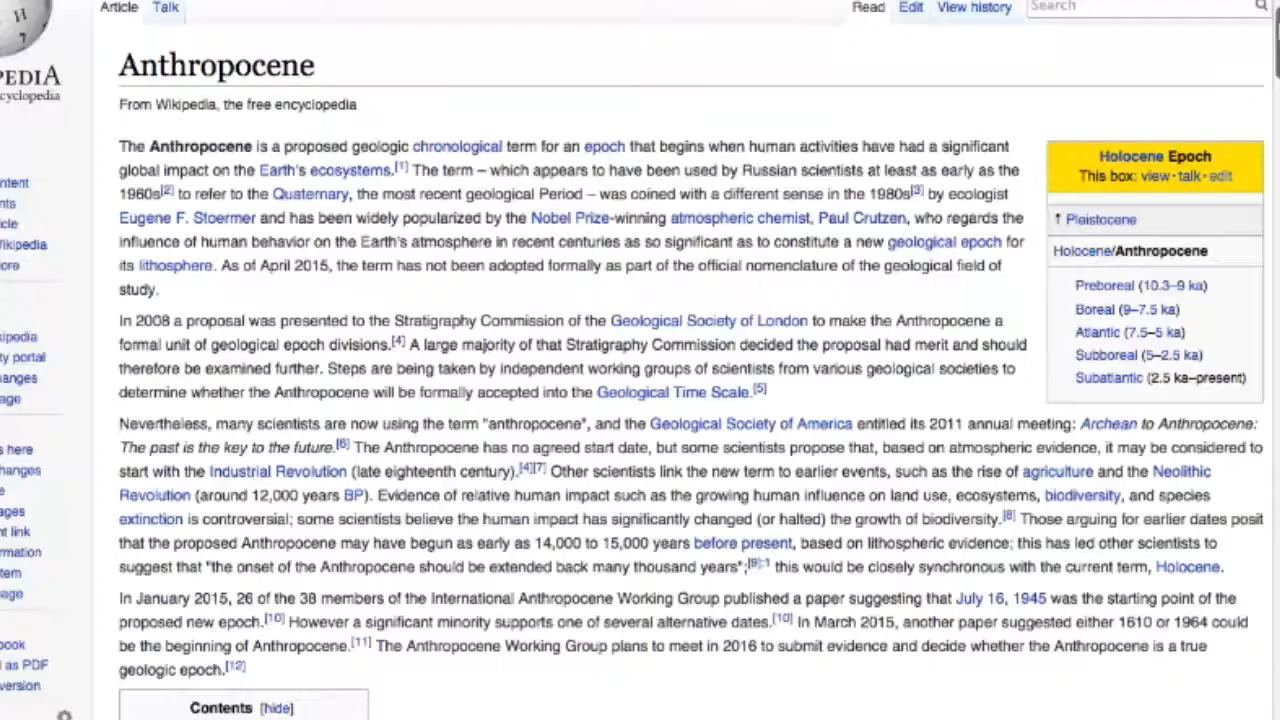 Article Talk Read Edit View history Search
PEDIA
cyclopedia
Anthropocene
From Wikipedia, the free encyclopedia
The Anthropocene is a proposed geologic chronological term for an epoch that begins when human activities have had a significant
global impact on the Earth's ecosystems.[1] The term – which appears to have been used by Russian scientists at least as early as the
1960s[2] to refer to the Quaternary, the most recent geological Period – was coined with a different sense in the 1980s[3] by ecologist
Eugene F. Stoermer and has been widely popularized by the Nobel Prize-winning atmospheric chemist, Paul Crutzen, who regards the
influence of human behavior on the Earth's atmosphere in recent centuries as so significant as to constitute a new geological epoch for
its lithosphere. As of April 2015, the term has not been adopted formally as part of the official nomenclature of the geological field of
study.
In 2008 a proposal was presented to the Stratigraphy Commission of the Geological Society of London to make the Anthropocene a
formal unit of geological epoch divisions.[4] A large majority of that Stratigraphy Commission decided the proposal had merit and should
therefore be examined further. Steps are being taken by independent working groups of scientists from various geological societies to
determine whether the Anthropocene will be formally accepted into the Geological Time Scale.[5]
Nevertheless, many scientists are now using the term "anthropocene", and the Geological Society of America entitled its 2011 annual meeting: Archean to Anthropocene:
The past is the key to the future.[6] The Anthropocene has no agreed start date, but some scientists propose that, based on atmospheric evidence, it may be considered to
start with the Industrial Revolution (late eighteenth century).[4][7] Other scientists link the new term to earlier events, such as the rise of agriculture and the Neolithic
Revolution (around 12,000 years BP). Evidence of relative human impact such as the growing human influence on land use, ecosystems, biodiversity, and species
extinction is controversial; some scientists believe the human impact has significantly changed (or halted) the growth of biodiversity.[8] Those arguing for earlier dates posit
that the proposed Anthropocene may have begun as early as 14,000 to 15,000 years before present, based on lithospheric evidence; this has led other scientists to
suggest that "the onset of the Anthropocene should be extended back many thousand years";[9]:1 this would be closely synchronous with the current term, Holocene.
In January 2015, 26 of the 38 members of the International Anthropocene Working Group published a paper suggesting that July 16, 1945 was the starting point of the
proposed new epoch.[10] However a significant minority supports one of several alternative dates.[10] In March 2015, another paper suggested either 1610 or 1964 could
be the beginning of Anthropocene.[11] The Anthropocene Working Group plans to meet in 2016 to submit evidence and decide whether the Anthropocene is a true
geologic epoch.[12]
Contents [hide]
Holocene Epoch
This box: view · talk · edit
↑ Pleistocene
Holocene/Anthropocene
Preboreal (10.3–9 ka)
Boreal (9–7.5 ka)
Atlantic (7.5–5 ka)
Subboreal (5–2.5 ka)
Subatlantic (2.5 ka–present)
ntent
nts
icle
Wikipedia
ore
ipedia
ty portal
anges
age
s here
hanges
e
ages
nt link
rmation
tem
age
book
l as PDF
version